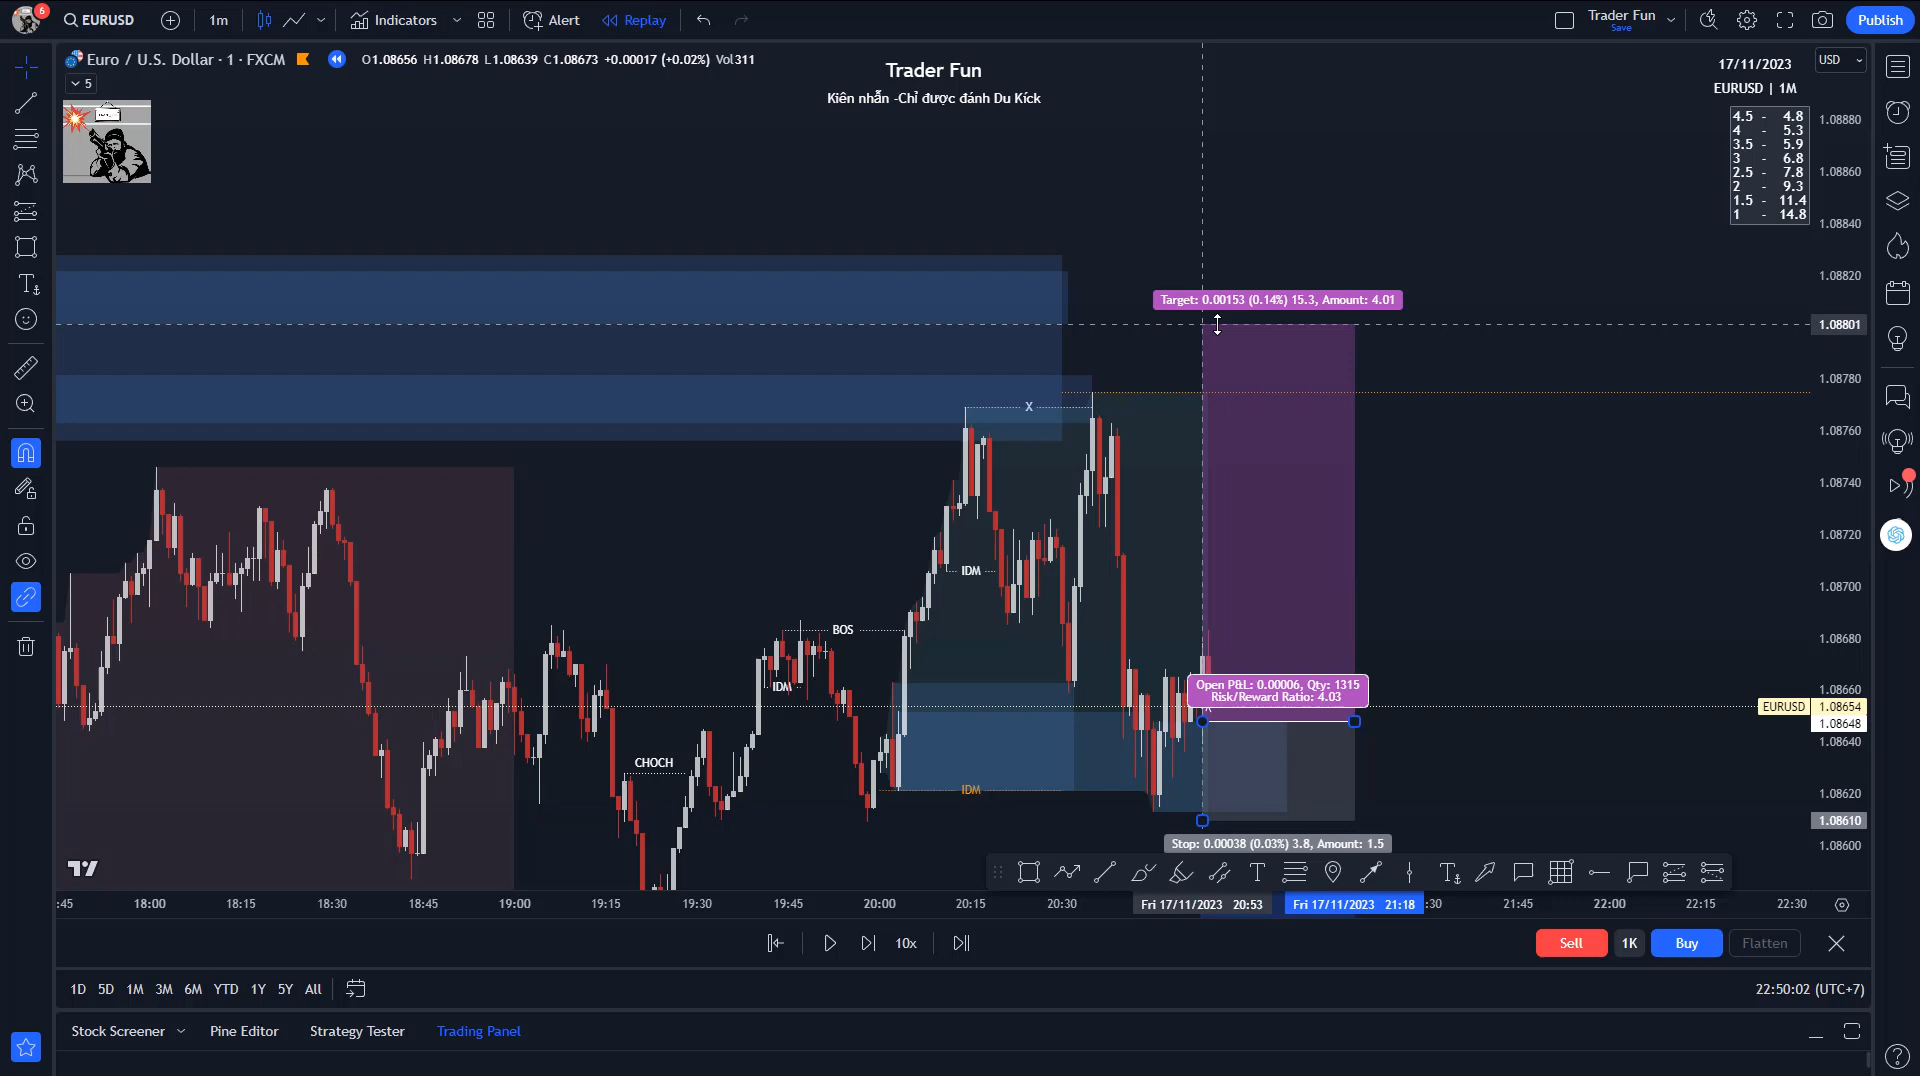 6
EURUSD
1m
Indicators
Alert
Replay
Trader Fun
Save
Publish
Euro / U.S. Dollar · 1 · FXCM
O1.08656 H1.08678 L1.08639 C1.08673 +0.00017 (+0.02%) Vol311
5
Trader Fun
Kiên nhẫn -Chỉ được đánh Du Kích
17/11/2023
EURUSD | 1M
USD
4.5 - 4.8
4 - 5.3
3.5 - 5.9
3 - 6.8
2.5 - 7.8
2 - 9.3
1.5 - 11.4
1 - 14.8
1.08880
1.08860
1.08840
1.08820
1.08801
1.08780
1.08760
1.08740
1.08720
1.08700
1.08680
1.08660
EURUSD 1.08654
1.08648
1.08640
1.08620
1.08610
1.08600
Target: 0.00153 (0.14%) 15.3, Amount: 4.01
X
IDM
BOS
IDM
CHOCH
IDM
Open P&L: 0.00006, Qty: 1315
Risk/Reward Ratio: 4.03
Stop: 0.00038 (0.03%) 3.8, Amount: 1.5
:45 18:00 18:15 18:30 18:45 19:00 19:15 19:30 19:45 20:00 20:15 20:30 Fri 17/11/2023 20:53 Fri 17/11/2023 21:18 :30 21:45 22:00 22:15 22:30
10x
Sell
1K
Buy
Flatten
1D 5D 1M 3M 6M YTD 1Y 5Y All
22:50:02 (UTC+7)
Stock Screener
Pine Editor
Strategy Tester
Trading Panel